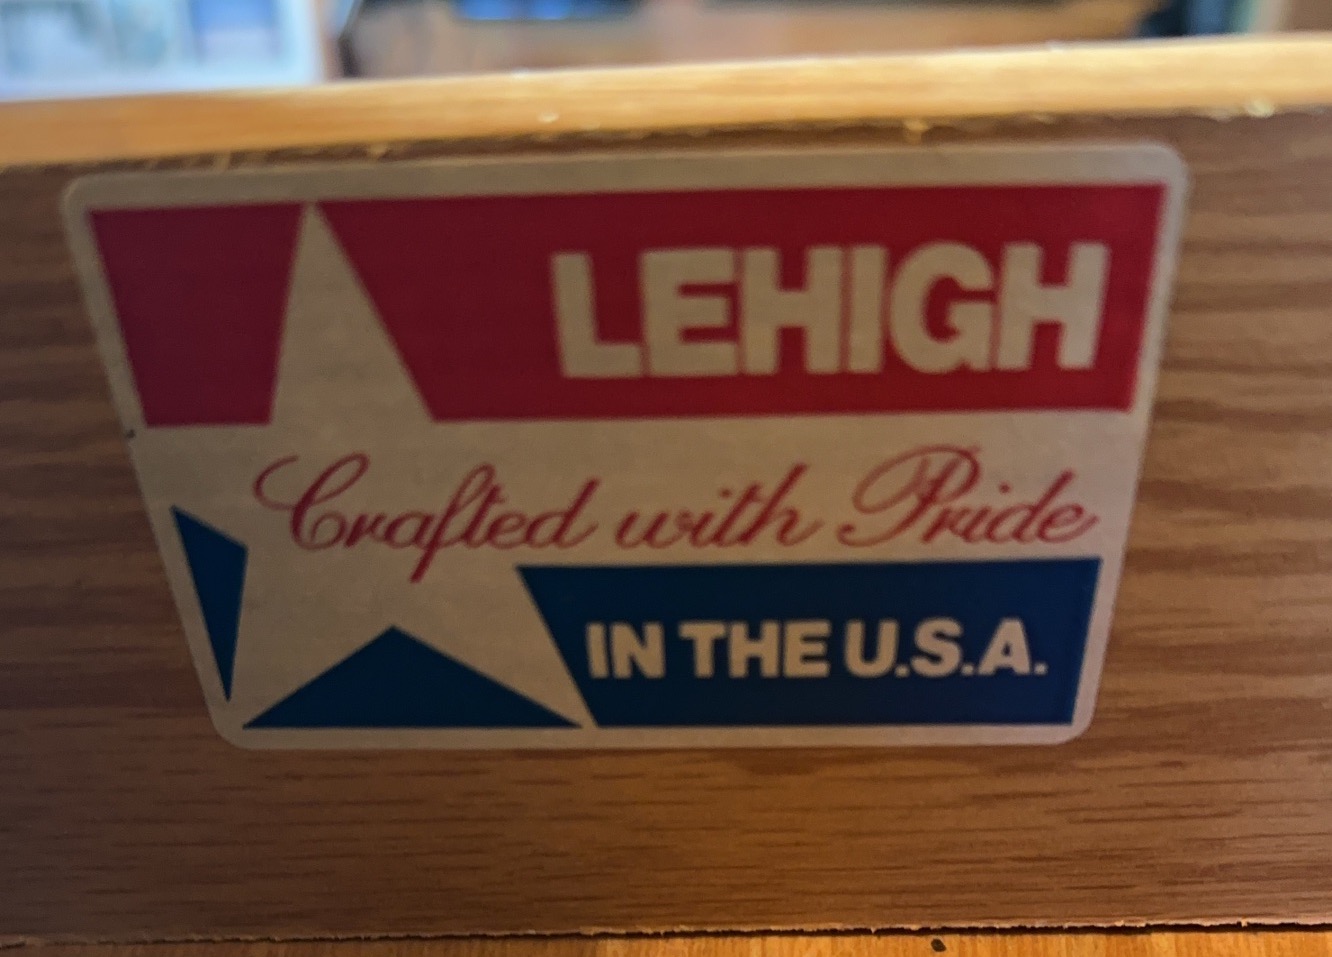 LEHIGH
Crafted with Pride
IN THE U.S.A.